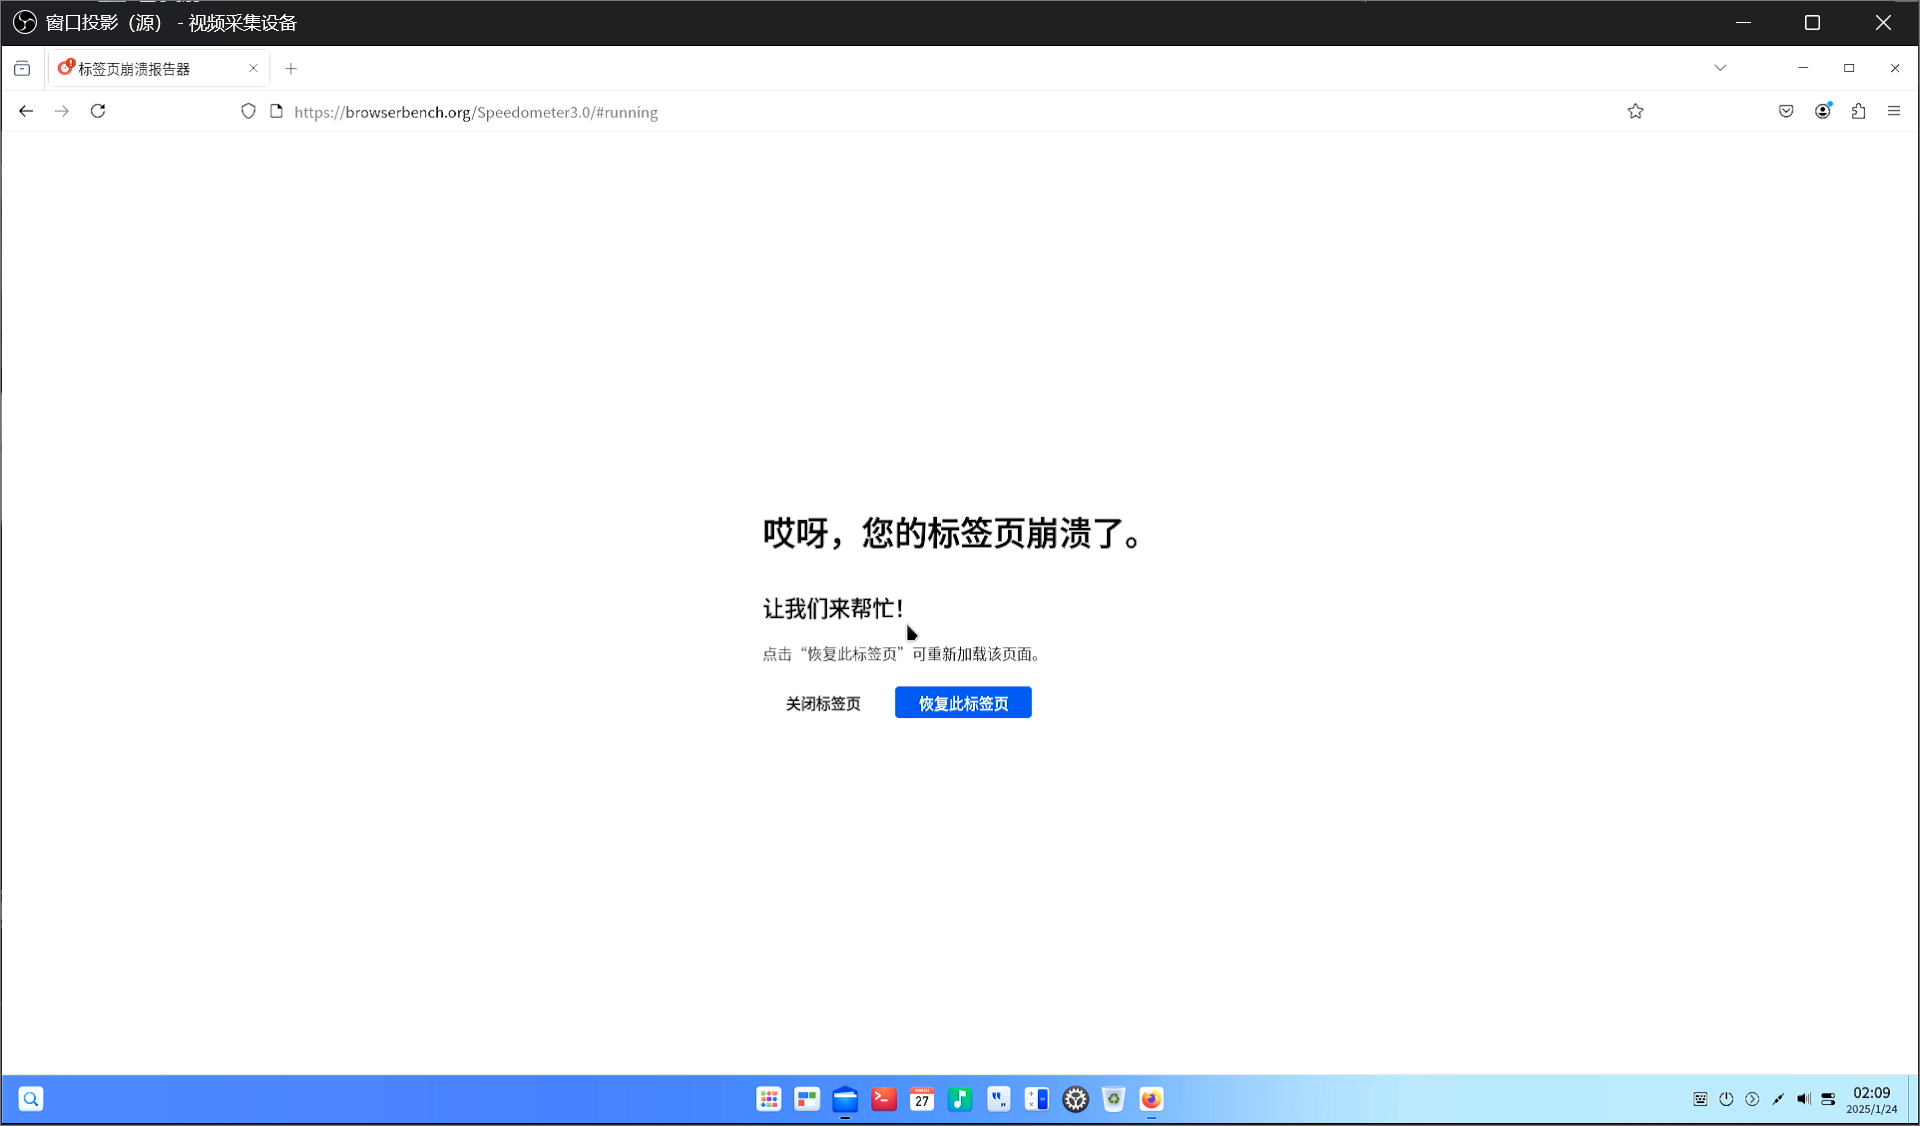 窗口投影（源） - 视频采集设备
标签页崩溃报告器
https://browserbench.org/Speedometer3.0/#running
哎呀，您的标签页崩溃了。
让我们来帮忙！
点击“恢复此标签页”可重新加载该页面。
关闭标签页
恢复此标签页
27
02:09
2025/1/24